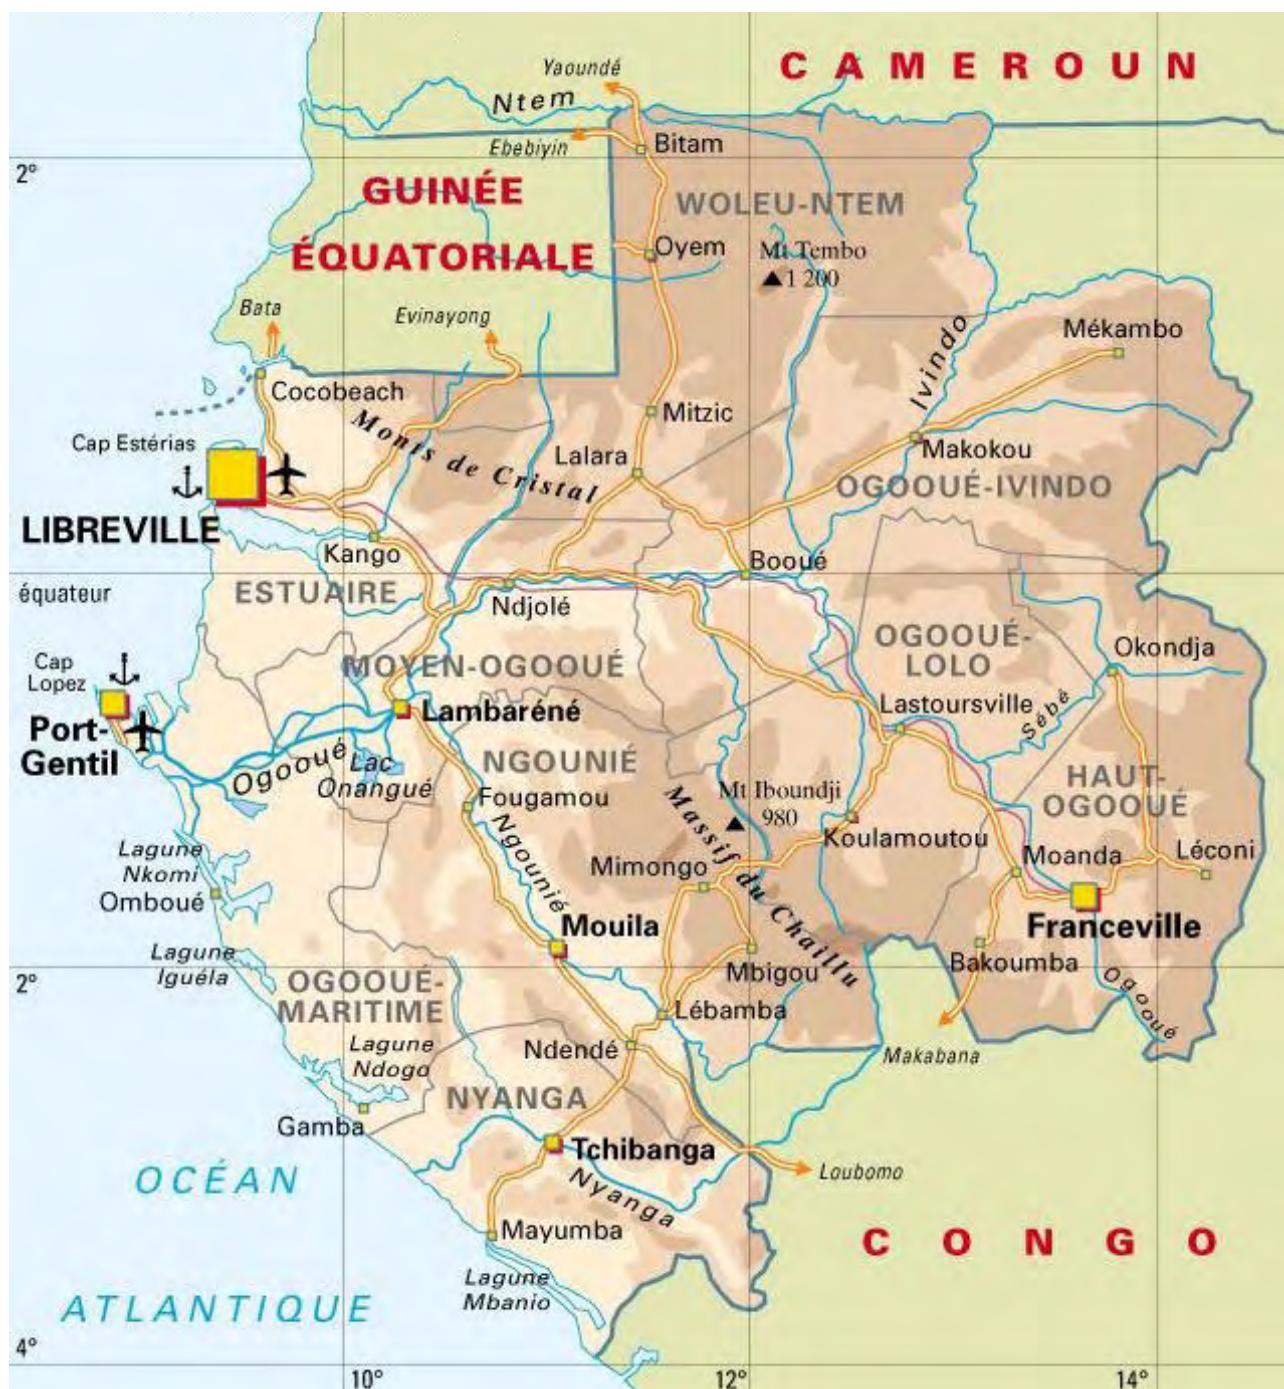 CAMEROUN
Yaoundé
Ntem
Ebebiyin
Bitam
2°
GUINÉE
ÉQUATORIALE
WOLEU-NTEM
Oyem
Mt Tembo
1 200
Bata
Evinayong
Ivindo
Mékambo
Cocobeach
Mitzic
Monts de Cristal
Cap Estérias
Lalara
Makokou
OGOOUÉ-IVINDO
LIBREVILLE
Kango
Booué
équateur
ESTUAIRE
Ndjolé
OGOOUÉ-
LOLO
Okondja
Cap
Lopez
MOYEN-OGOOUÉ
Lastoursville
Sébé
Port-
Gentil
Lambaréné
Ogooué
Lac
Onangué
NGOUNIÉ
HAUT-
OGOOUÉ
Mt Iboundji
980
Fougamou
Massif du Chaillu
Koulamoutou
Ngounié
Lagune
Nkomi
Mimongo
Moanda
Léconi
Omboué
Mouila
Franceville
Lagune
Iguéla
Mbigou
Bakoumba
2°
OGOOUÉ-
MARITIME
Ogooué
Lébamba
Lagune
Ndogo
Ndendé
Makabana
NYANGA
Gamba
Tchibanga
OCÉAN
Loubomo
Nyanga
Mayumba
CONGO
Lagune
Mbanio
ATLANTIQUE
4°
10°
12°
14°